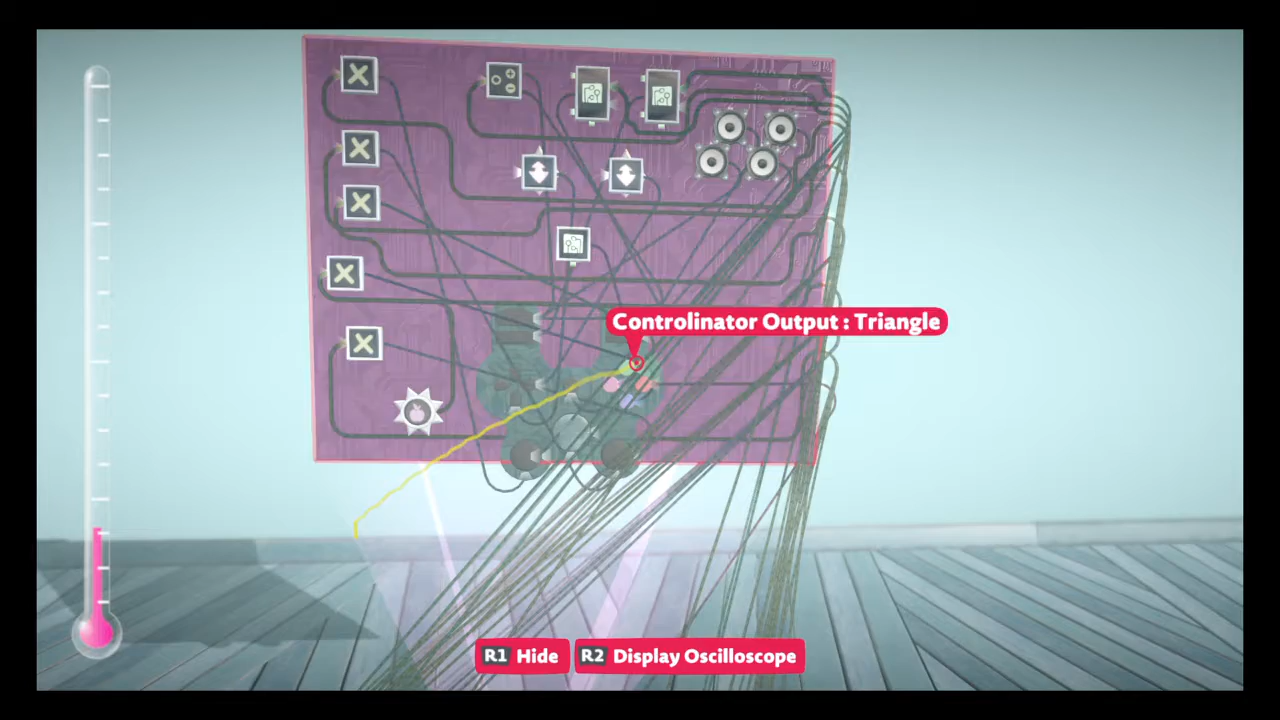 Controlinator Output : Triangle
R1 Hide
R2 Display Oscilloscope